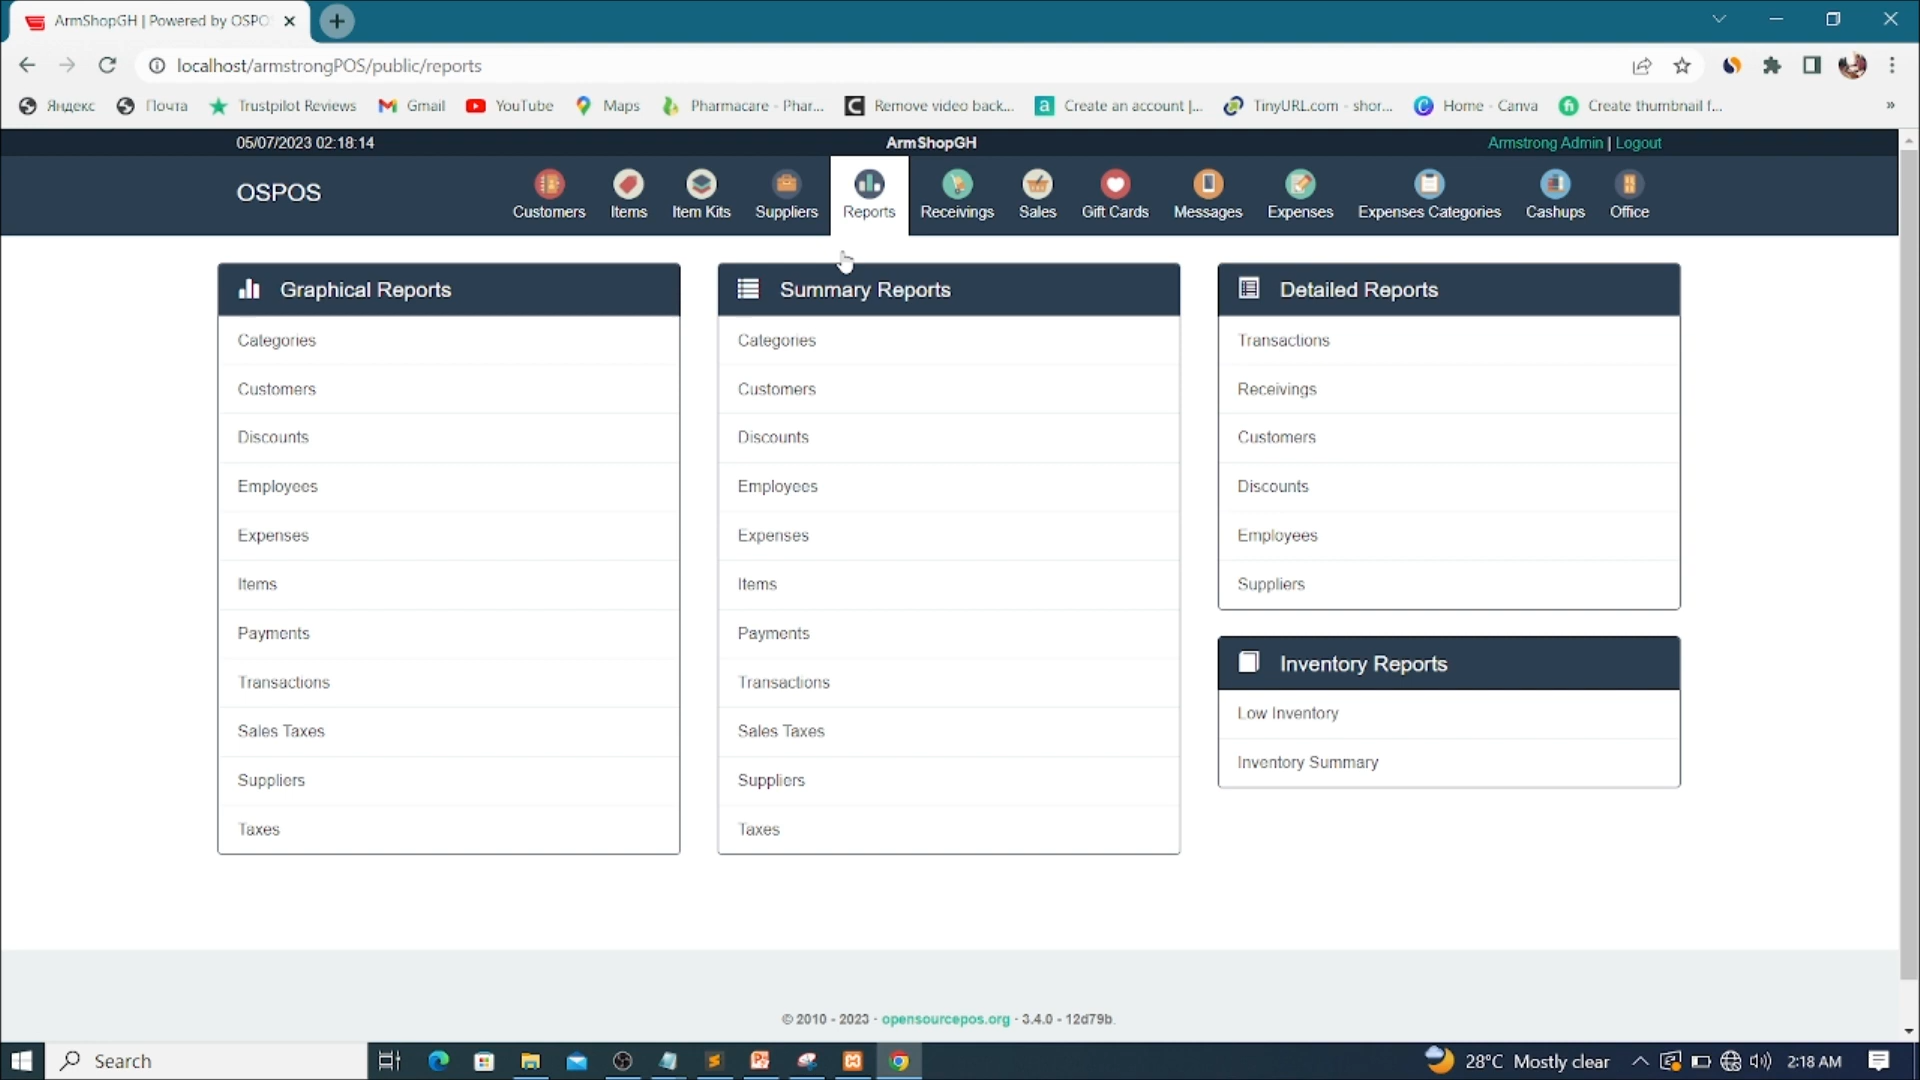 ArmShopGH | Powered by OSPO
localhost/armstrongPOS/public/reports
Яндекс Почта Trustpilot Reviews Gmail YouTube Maps Pharmacare - Phar... Remove video back... Create an account |... TinyURL.com - shor... Home - Canva Create thumbnail f... »
05/07/2023 02:18:14 ArmShopGH Armstrong Admin | Logout
OSPOS Customers Items Item Kits Suppliers Reports Receivings Sales Gift Cards Messages Expenses Expenses Categories Cashups Office
Graphical Reports
Categories
Customers
Discounts
Employees
Expenses
Items
Payments
Transactions
Sales Taxes
Suppliers
Taxes
Summary Reports
Categories
Customers
Discounts
Employees
Expenses
Items
Payments
Transactions
Sales Taxes
Suppliers
Taxes
Detailed Reports
Transactions
Receivings
Customers
Discounts
Employees
Suppliers
Inventory Reports
Low Inventory
Inventory Summary
© 2010 - 2023 · opensourcepos.org · 3.4.0 - 12d79b.
Search 28°C Mostly clear 2:18 AM